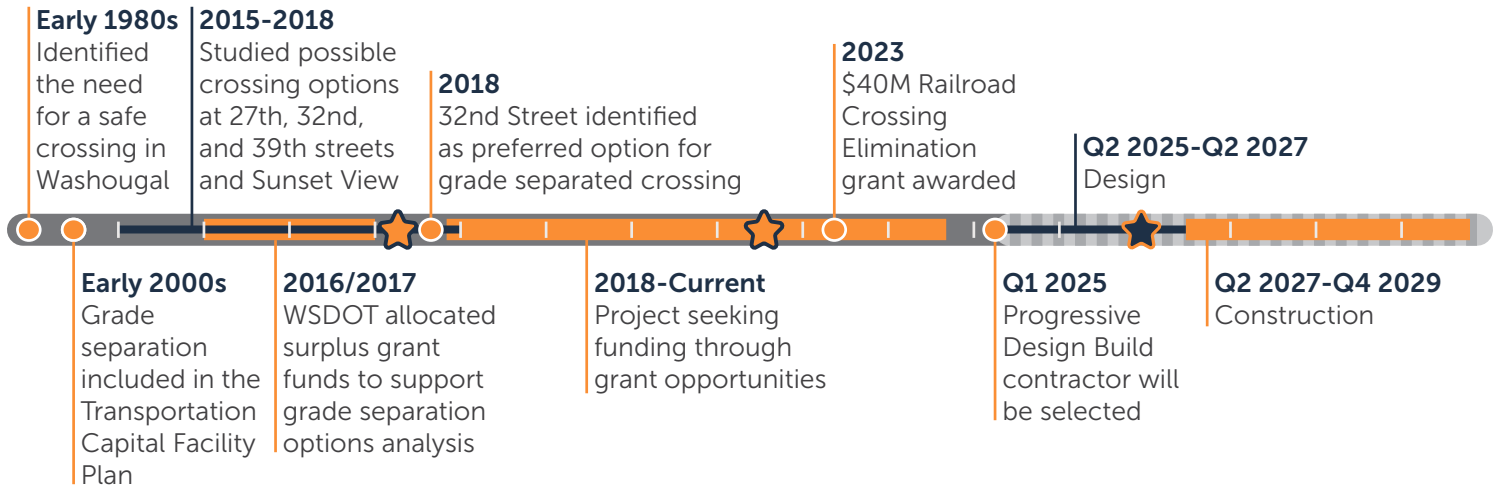 Early 1980s
Identified
the need
for a safe
crossing in
Washougal
2015-2018
Studied possible
crossing options
at 27th, 32nd,
and 39th streets
and Sunset View
2018
32nd Street identified
as preferred option for
grade separated crossing
2023
$40M Railroad
Crossing
Elimination
grant awarded
Q2 2025-Q2 2027
Design
Early 2000s
Grade
separation
included in the
Transportation
Capital Facility
Plan
2016/2017
WSDOT allocated
surplus grant
funds to support
grade separation
options analysis
2018-Current
Project seeking
funding through
grant opportunities
Q1 2025
Progressive
Design Build
contractor will
be selected
Q2 2027-Q4 2029
Construction